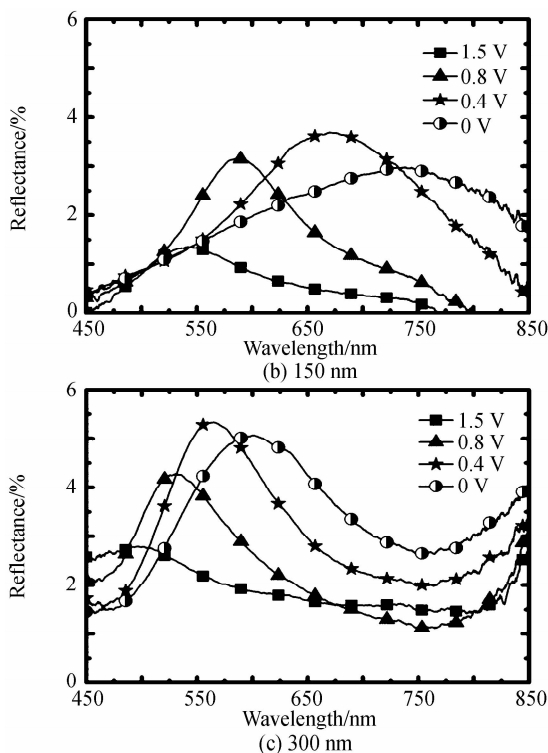 6
4
2
0
Reflectance/%
1.5 V
0.8 V
0.4 V
0 V
450 550 650 750 850
Wavelength/nm
(b) 150 nm
6
4
2
0
Reflectance/%
1.5 V
0.8 V
0.4 V
0 V
450 550 650 750 850
Wavelength/nm
(c) 300 nm